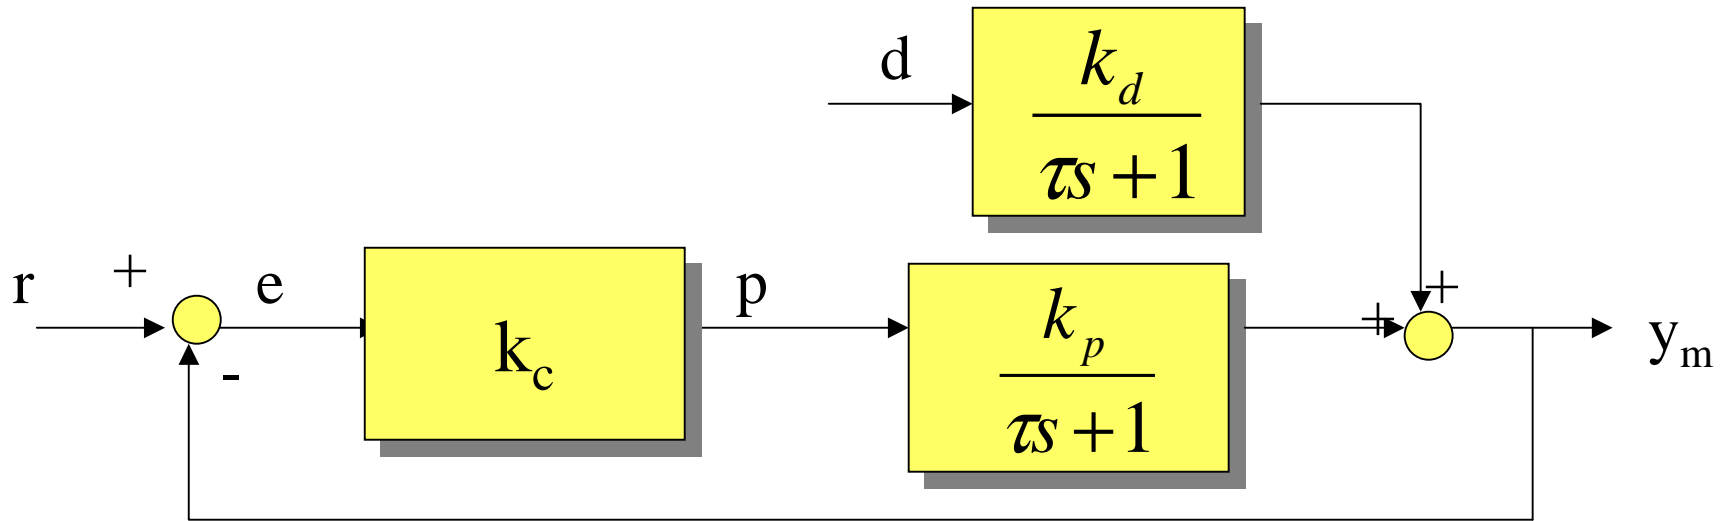 d
k_d
τs + 1
r + e
k_c
p
k_p
τs + 1
+ +
y_m
-